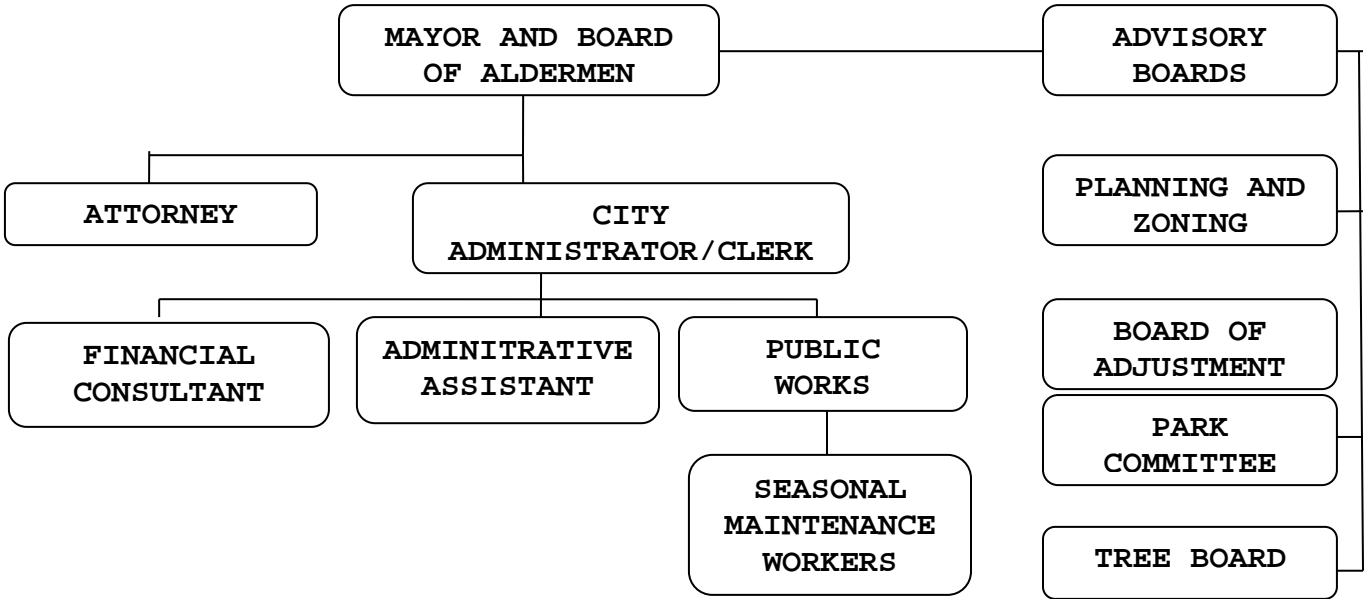 MAYOR AND BOARD
OF ALDERMEN
ADVISORY
BOARDS
ATTORNEY
CITY
ADMINISTRATOR/CLERK
PLANNING AND
ZONING
FINANCIAL
CONSULTANT
ADMINITRATIVE
ASSISTANT
PUBLIC
WORKS
BOARD OF
ADJUSTMENT
PARK
COMMITTEE
SEASONAL
MAINTENANCE
WORKERS
TREE BOARD